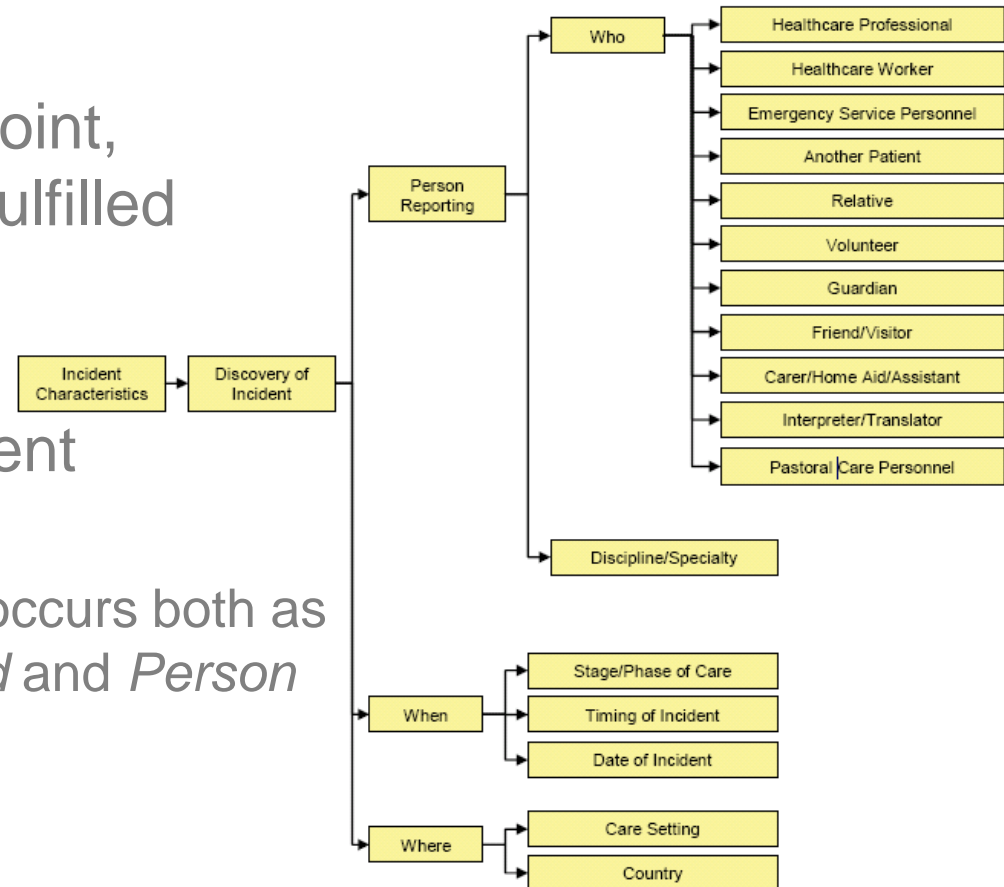 oint,
ulfilled
ent
occurs both as
d and Person
Incident
Characteristics
Discovery of
Incident
Person
Reporting
Who
Healthcare Professional
Healthcare Worker
Emergency Service Personnel
Another Patient
Relative
Volunteer
Guardian
Friend/Visitor
Carer/Home Aid/Assistant
Interpreter/Translator
Pastoral Care Personnel
Discipline/Specialty
When
Stage/Phase of Care
Timing of Incident
Date of Incident
Where
Care Setting
Country